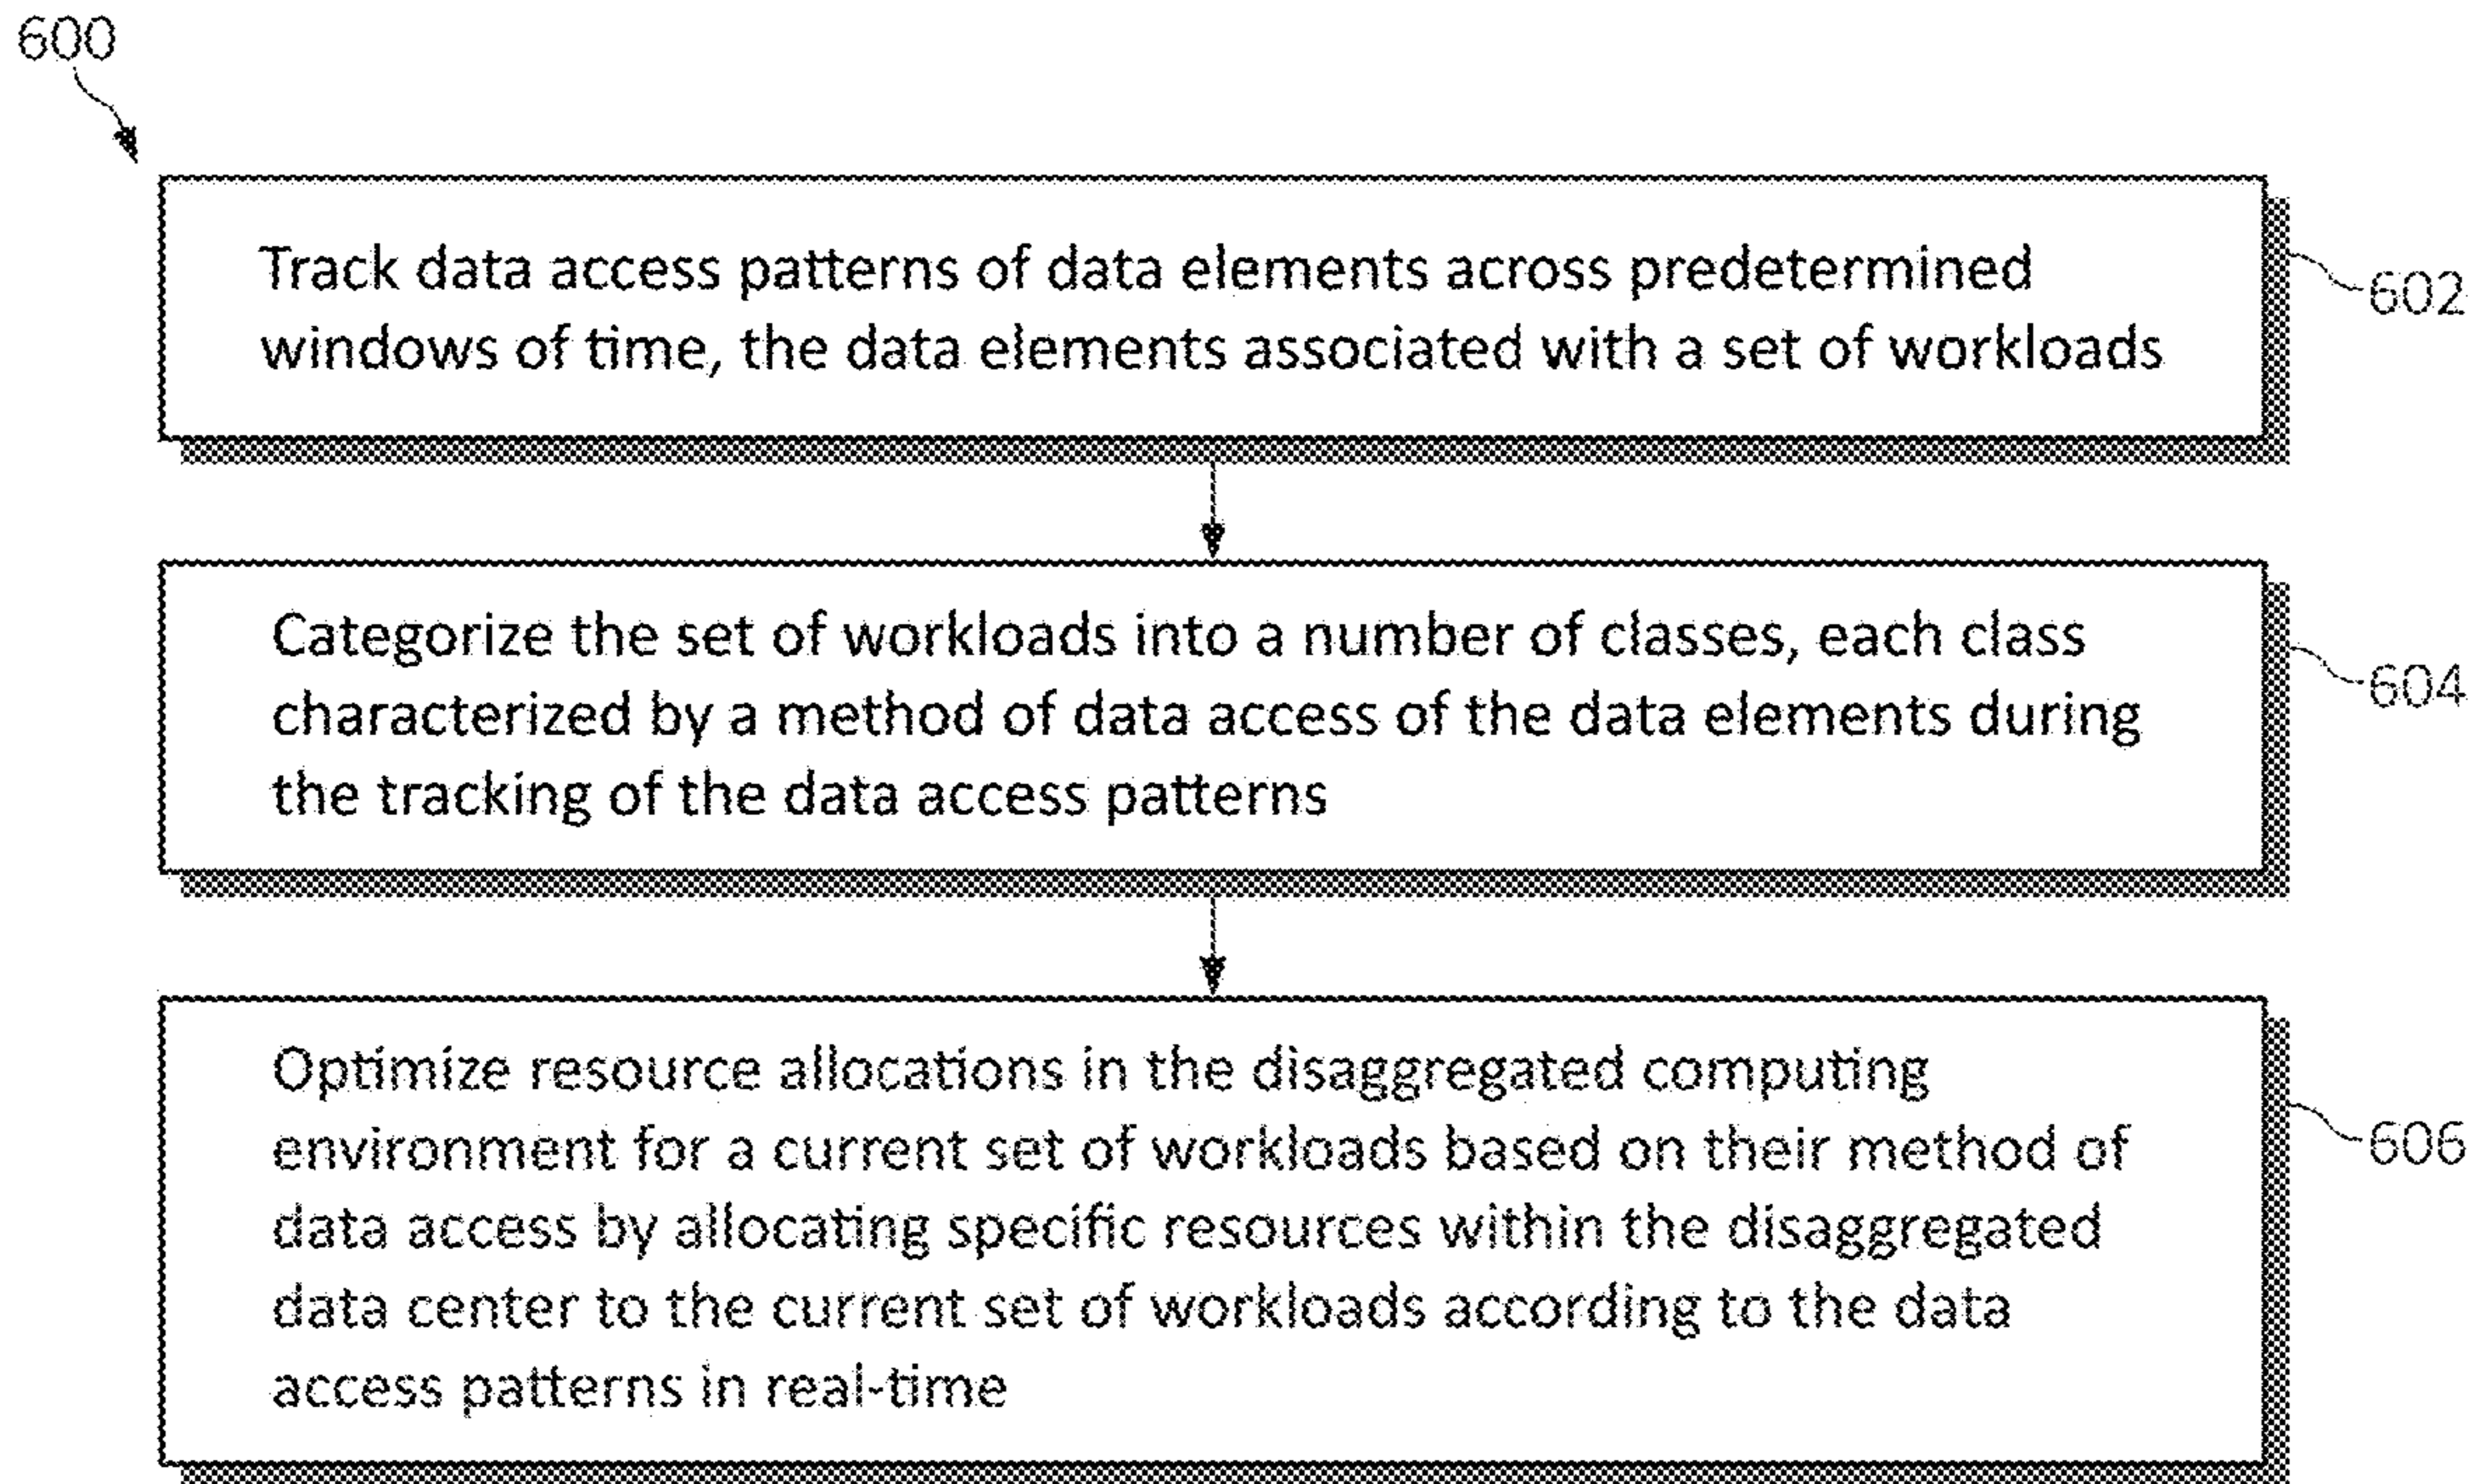 600
Track data access patterns of data elements across predetermined
windows of time, the data elements associated with a set of workloads
602
Categorize the set of workloads into a number of classes, each class
characterized by a method of data access of the data elements during
the tracking of the data access patterns
604
Optimize resource allocations in the disaggregated computing
environment for a current set of workloads based on their method of
data access by allocating specific resources within the disaggregated
data center to the current set of workloads according to the data
access patterns in real-time
606